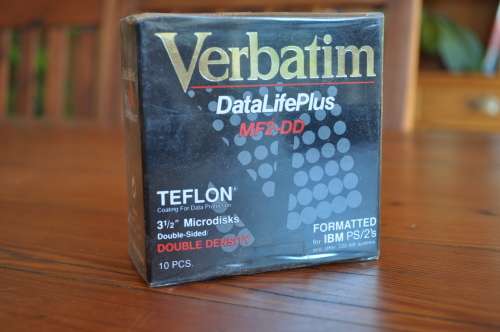 Verbatim
DataLifePlus
MF2-DD
TEFLON®
Coating For Data Protection
3½" Microdisks
Double-Sided
DOUBLE DENSITY
10 PCS.
FORMATTED
for IBM PS/2's